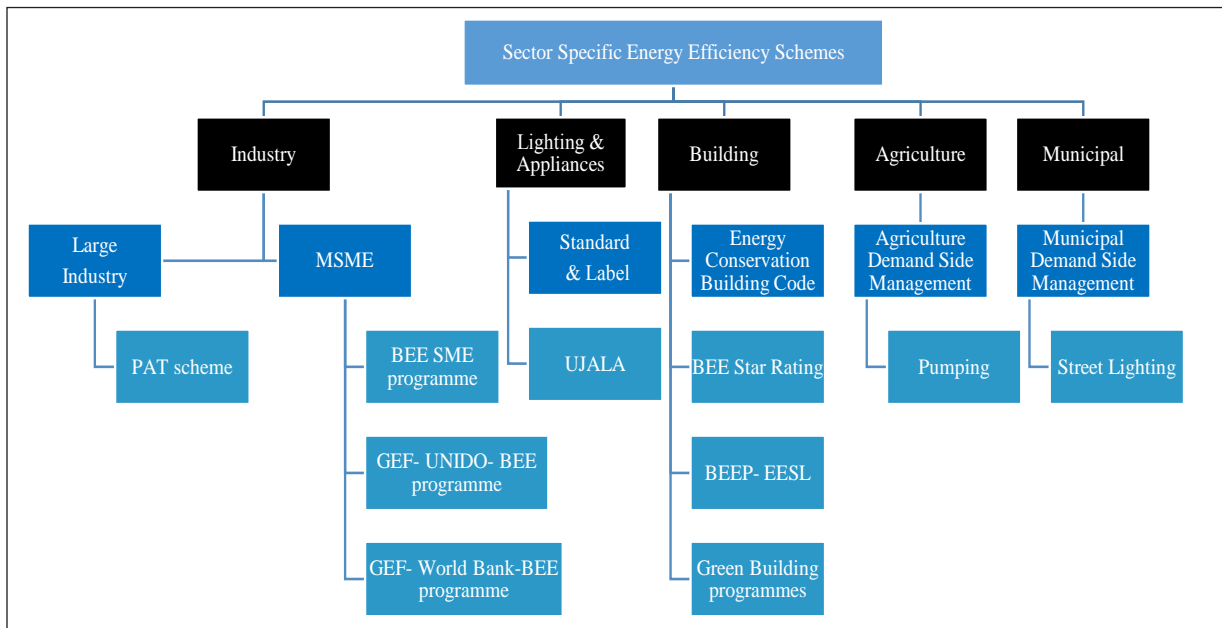 Sector Specific Energy Efficiency Schemes
Industry
Lighting &
Appliances
Building
Agriculture
Municipal
Large
Industry
MSME
Standard
& Label
Energy
Conservation
Building Code
Agriculture
Demand Side
Management
Municipal
Demand Side
Management
PAT scheme
BEE SME
programme
UJALA
BEE Star Rating
Pumping
Street Lighting
GEF- UNIDO- BEE
programme
BEEP- EESL
GEF- World Bank-BEE
programme
Green Building
programmes